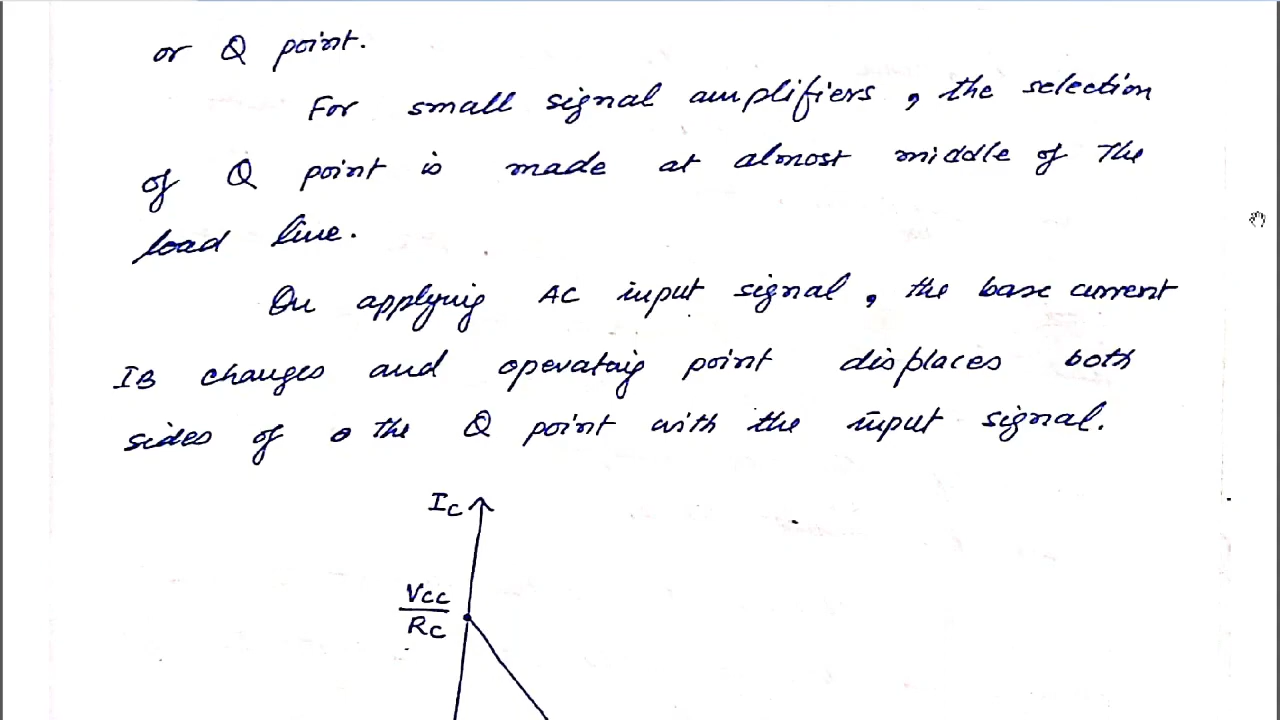 or Q point.
For small signal amplifiers, the selection
of Q point is made at almost middle of the
load line.
On applying AC input signal, the base current
IB changes and operating point displaces both
sides of the Q point with the input signal.
IC
VCC
RC